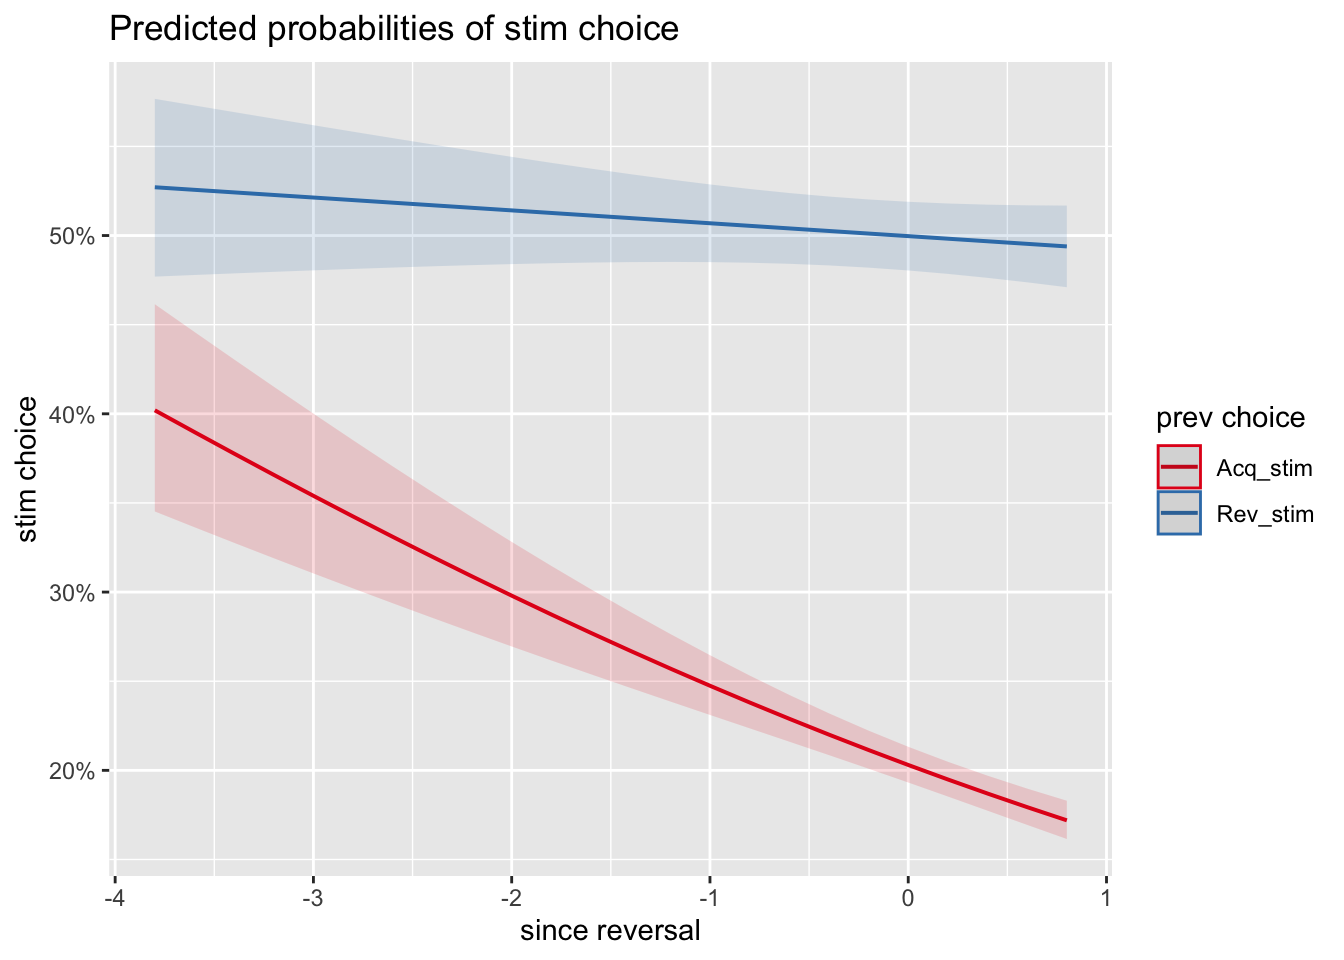 Predicted probabilities of stim choice
50%
40%
30%
20%
stim choice
-4 -3 -2 -1 0 1
since reversal
prev choice
Acq_stim
Rev_stim